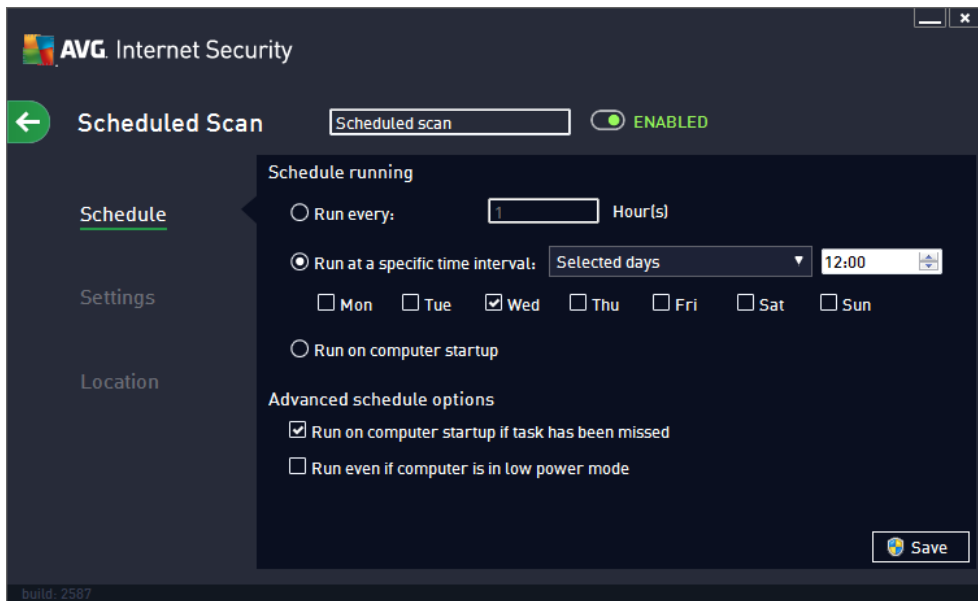 AVG. Internet Security
Scheduled Scan
Scheduled scan
ENABLED
Schedule
Settings
Location
Schedule running
Run every:
1
Hour(s)
Run at a specific time interval:
Selected days
12:00
Mon
Tue
Wed
Thu
Fri
Sat
Sun
Run on computer startup
Advanced schedule options
Run on computer startup if task has been missed
Run even if computer is in low power mode
Save
build: 2587